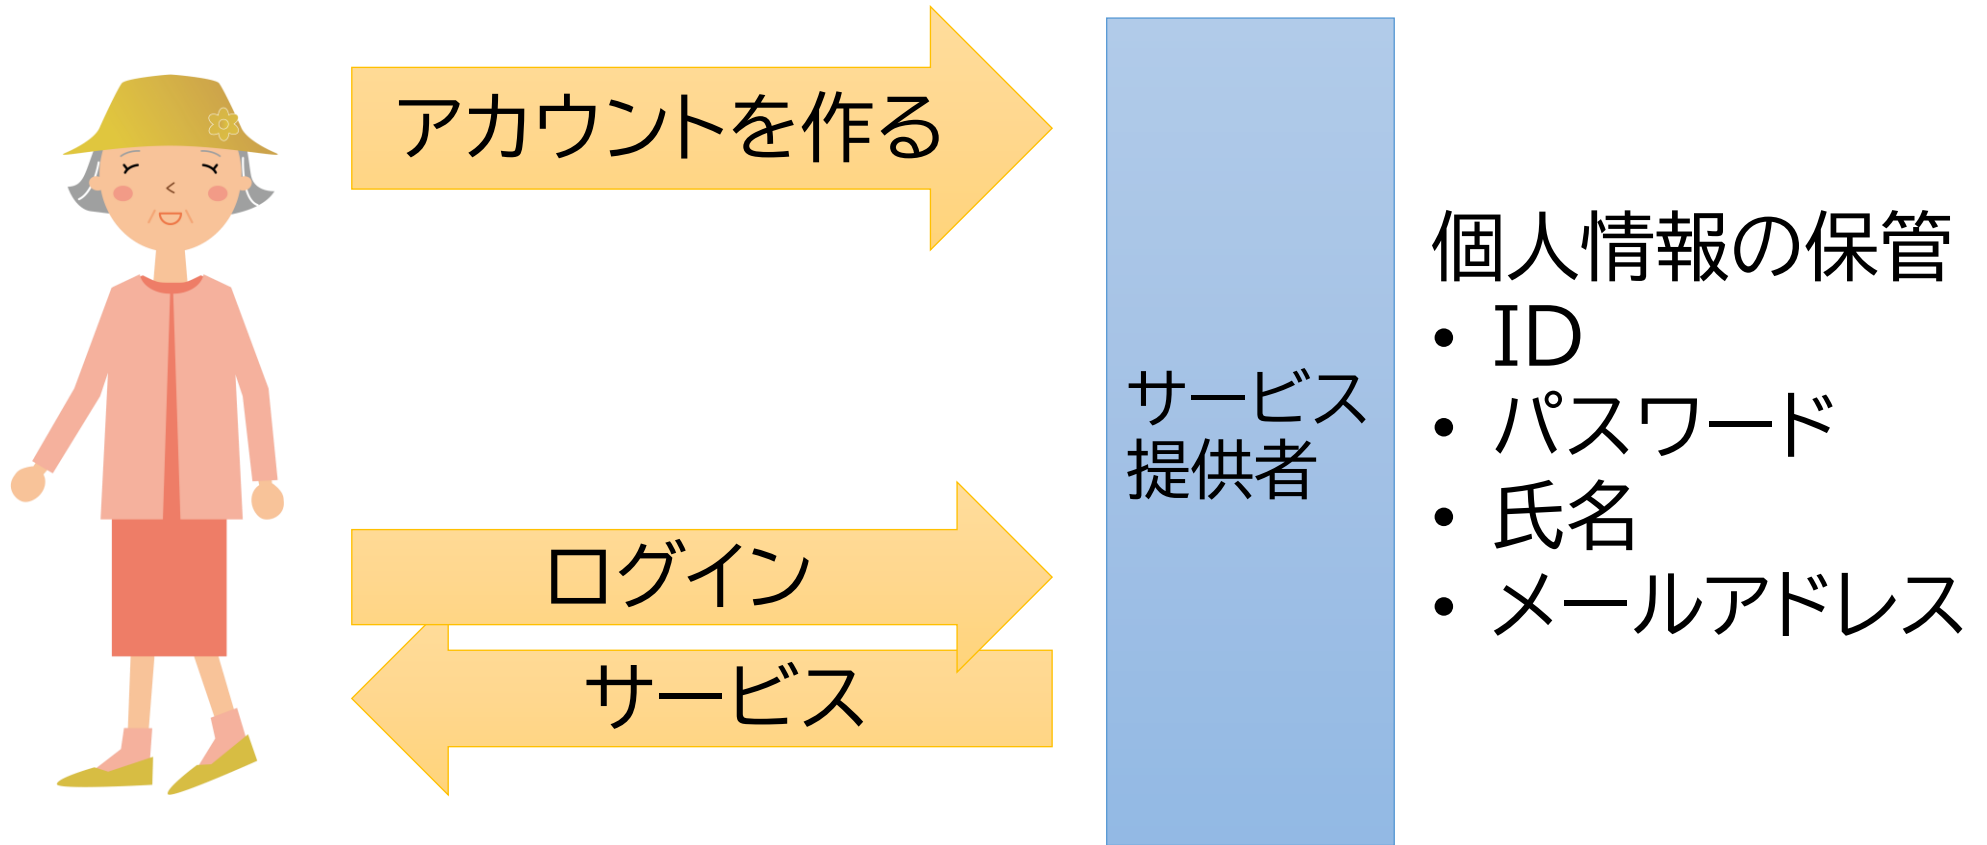 アカウントを作る
ログイン
サービス
サービス
提供者
個人情報の保管
• ID
• パスワード
• 氏名
• メールアドレス